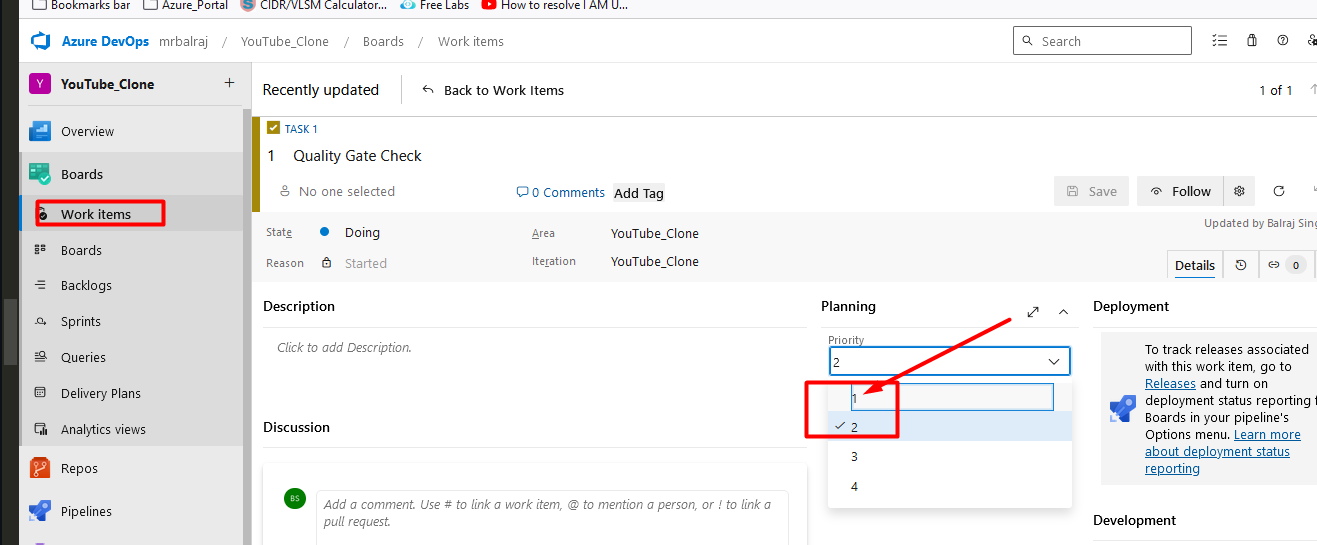 Bookmarks bar Azure_Portal CIDR/VLSM Calculator... Free Labs How to resolve I AM U...
Azure DevOps mrbalraj / YouTube_Clone / Boards / Work items Search
Y YouTube_Clone +
Recently updated Back to Work Items 1 of 1
Overview
Boards
Work items
Boards
Backlogs
Sprints
Queries
Delivery Plans
Analytics views
Repos
Pipelines
TASK 1
1 Quality Gate Check
No one selected 0 Comments Add Tag Save Follow
State Doing Area YouTube_Clone
Updated by Balraj Sing
Reason Started Iteration YouTube_Clone
Details 0
Description
Click to add Description.
Discussion
BS
Add a comment. Use # to link a work item, @ to mention a person, or ! to link a
pull request.
Planning
Priority
2
1
2
3
4
Deployment
To track releases associated
with this work item, go to
Releases and turn on
deployment status reporting f
Boards in your pipeline's
Options menu. Learn more
about deployment status
reporting
Development